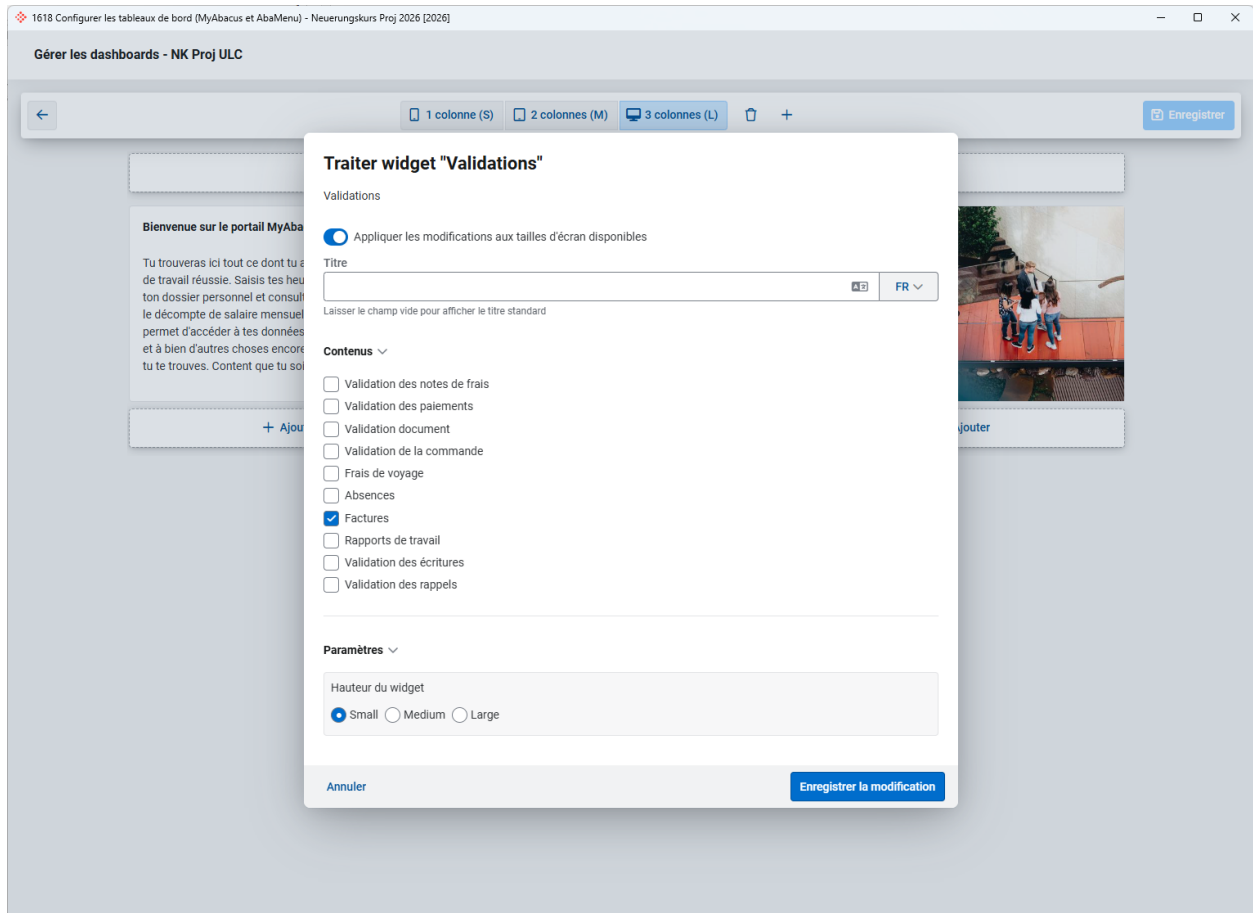 1618 Configurer les tableaux de bord (MyAbacus et AbaMenu) - Neuerungskurs Proj 2026 [2026]
Gérer les dashboards - NK Proj ULC
1 colonne (S)
2 colonnes (M)
3 colonnes (L)
Enregistrer
Traiter widget "Validations"
Validations
Appliquer les modifications aux tailles d'écran disponibles
Titre
FR
Laisser le champ vide pour afficher le titre standard
Contenus
Validation des notes de frais
Validation des paiements
Validation document
Validation de la commande
Frais de voyage
Absences
Factures
Rapports de travail
Validation des écritures
Validation des rappels
Paramètres
Hauteur du widget
Small
Medium
Large
Annuler
Enregistrer la modification
Bienvenue sur le portail MyAba
Tu trouveras ici tout ce dont tu a
de travail réussie. Saisis tes heu
ton dossier personnel et consult
le décompte de salaire mensuel
permet d'accéder à tes données
et à bien d'autres choses encore
tu te trouves. Content que tu soi
+ Ajou
jouter